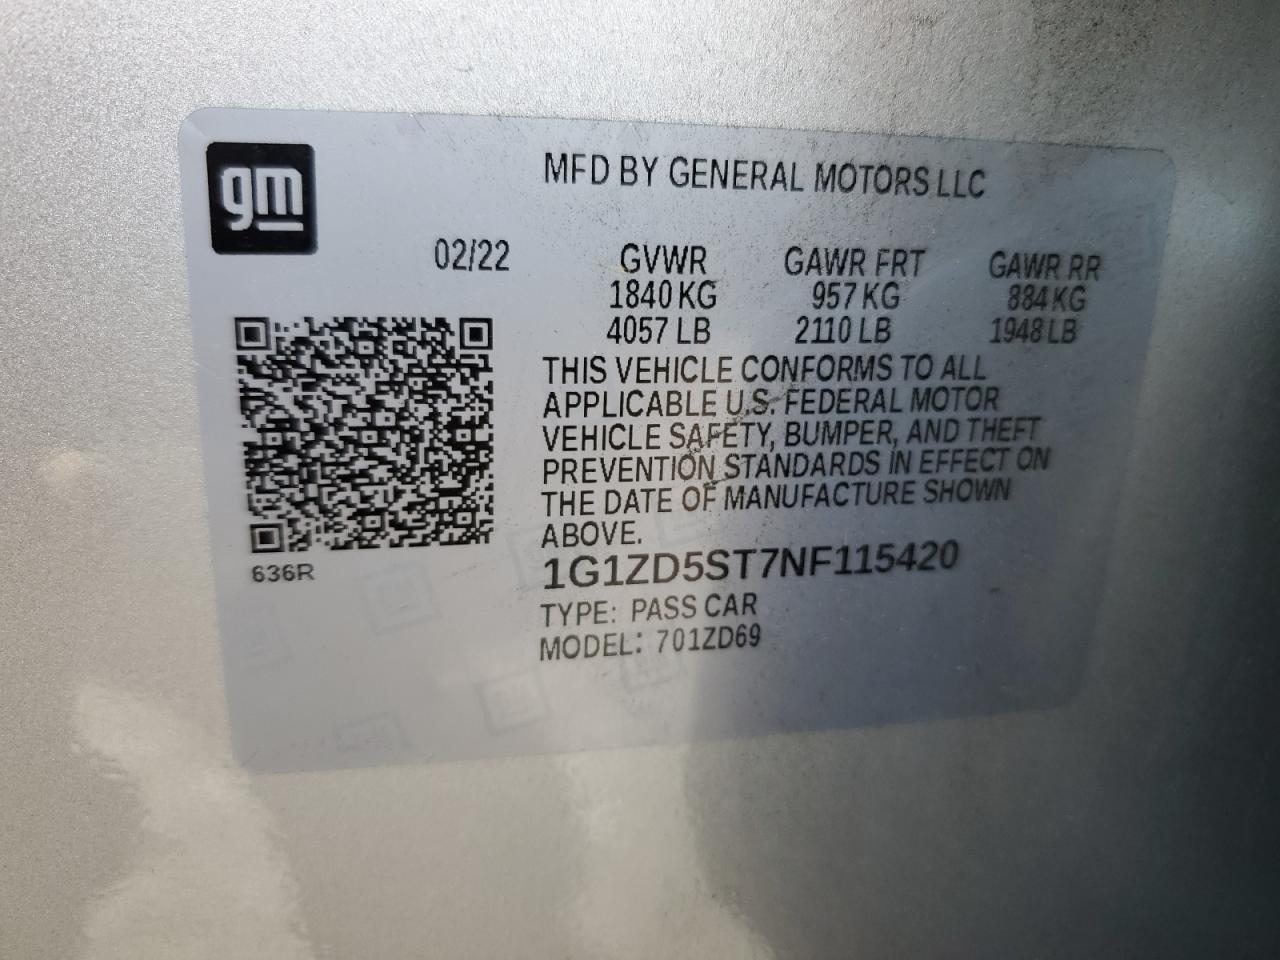 gm
MFD BY GENERAL MOTORS LLC
02/22 GVWR GAWR FRT GAWR RR
1840 KG 957 KG 884 KG
4057 LB 2110 LB 1948 LB
THIS VEHICLE CONFORMS TO ALL
APPLICABLE U.S. FEDERAL MOTOR
VEHICLE SAFETY, BUMPER, AND THEFT
PREVENTION STANDARDS IN EFFECT ON
THE DATE OF MANUFACTURE SHOWN
ABOVE.
636R
1G1ZD5ST7NF115420
TYPE: PASS CAR
MODEL: 701ZD69